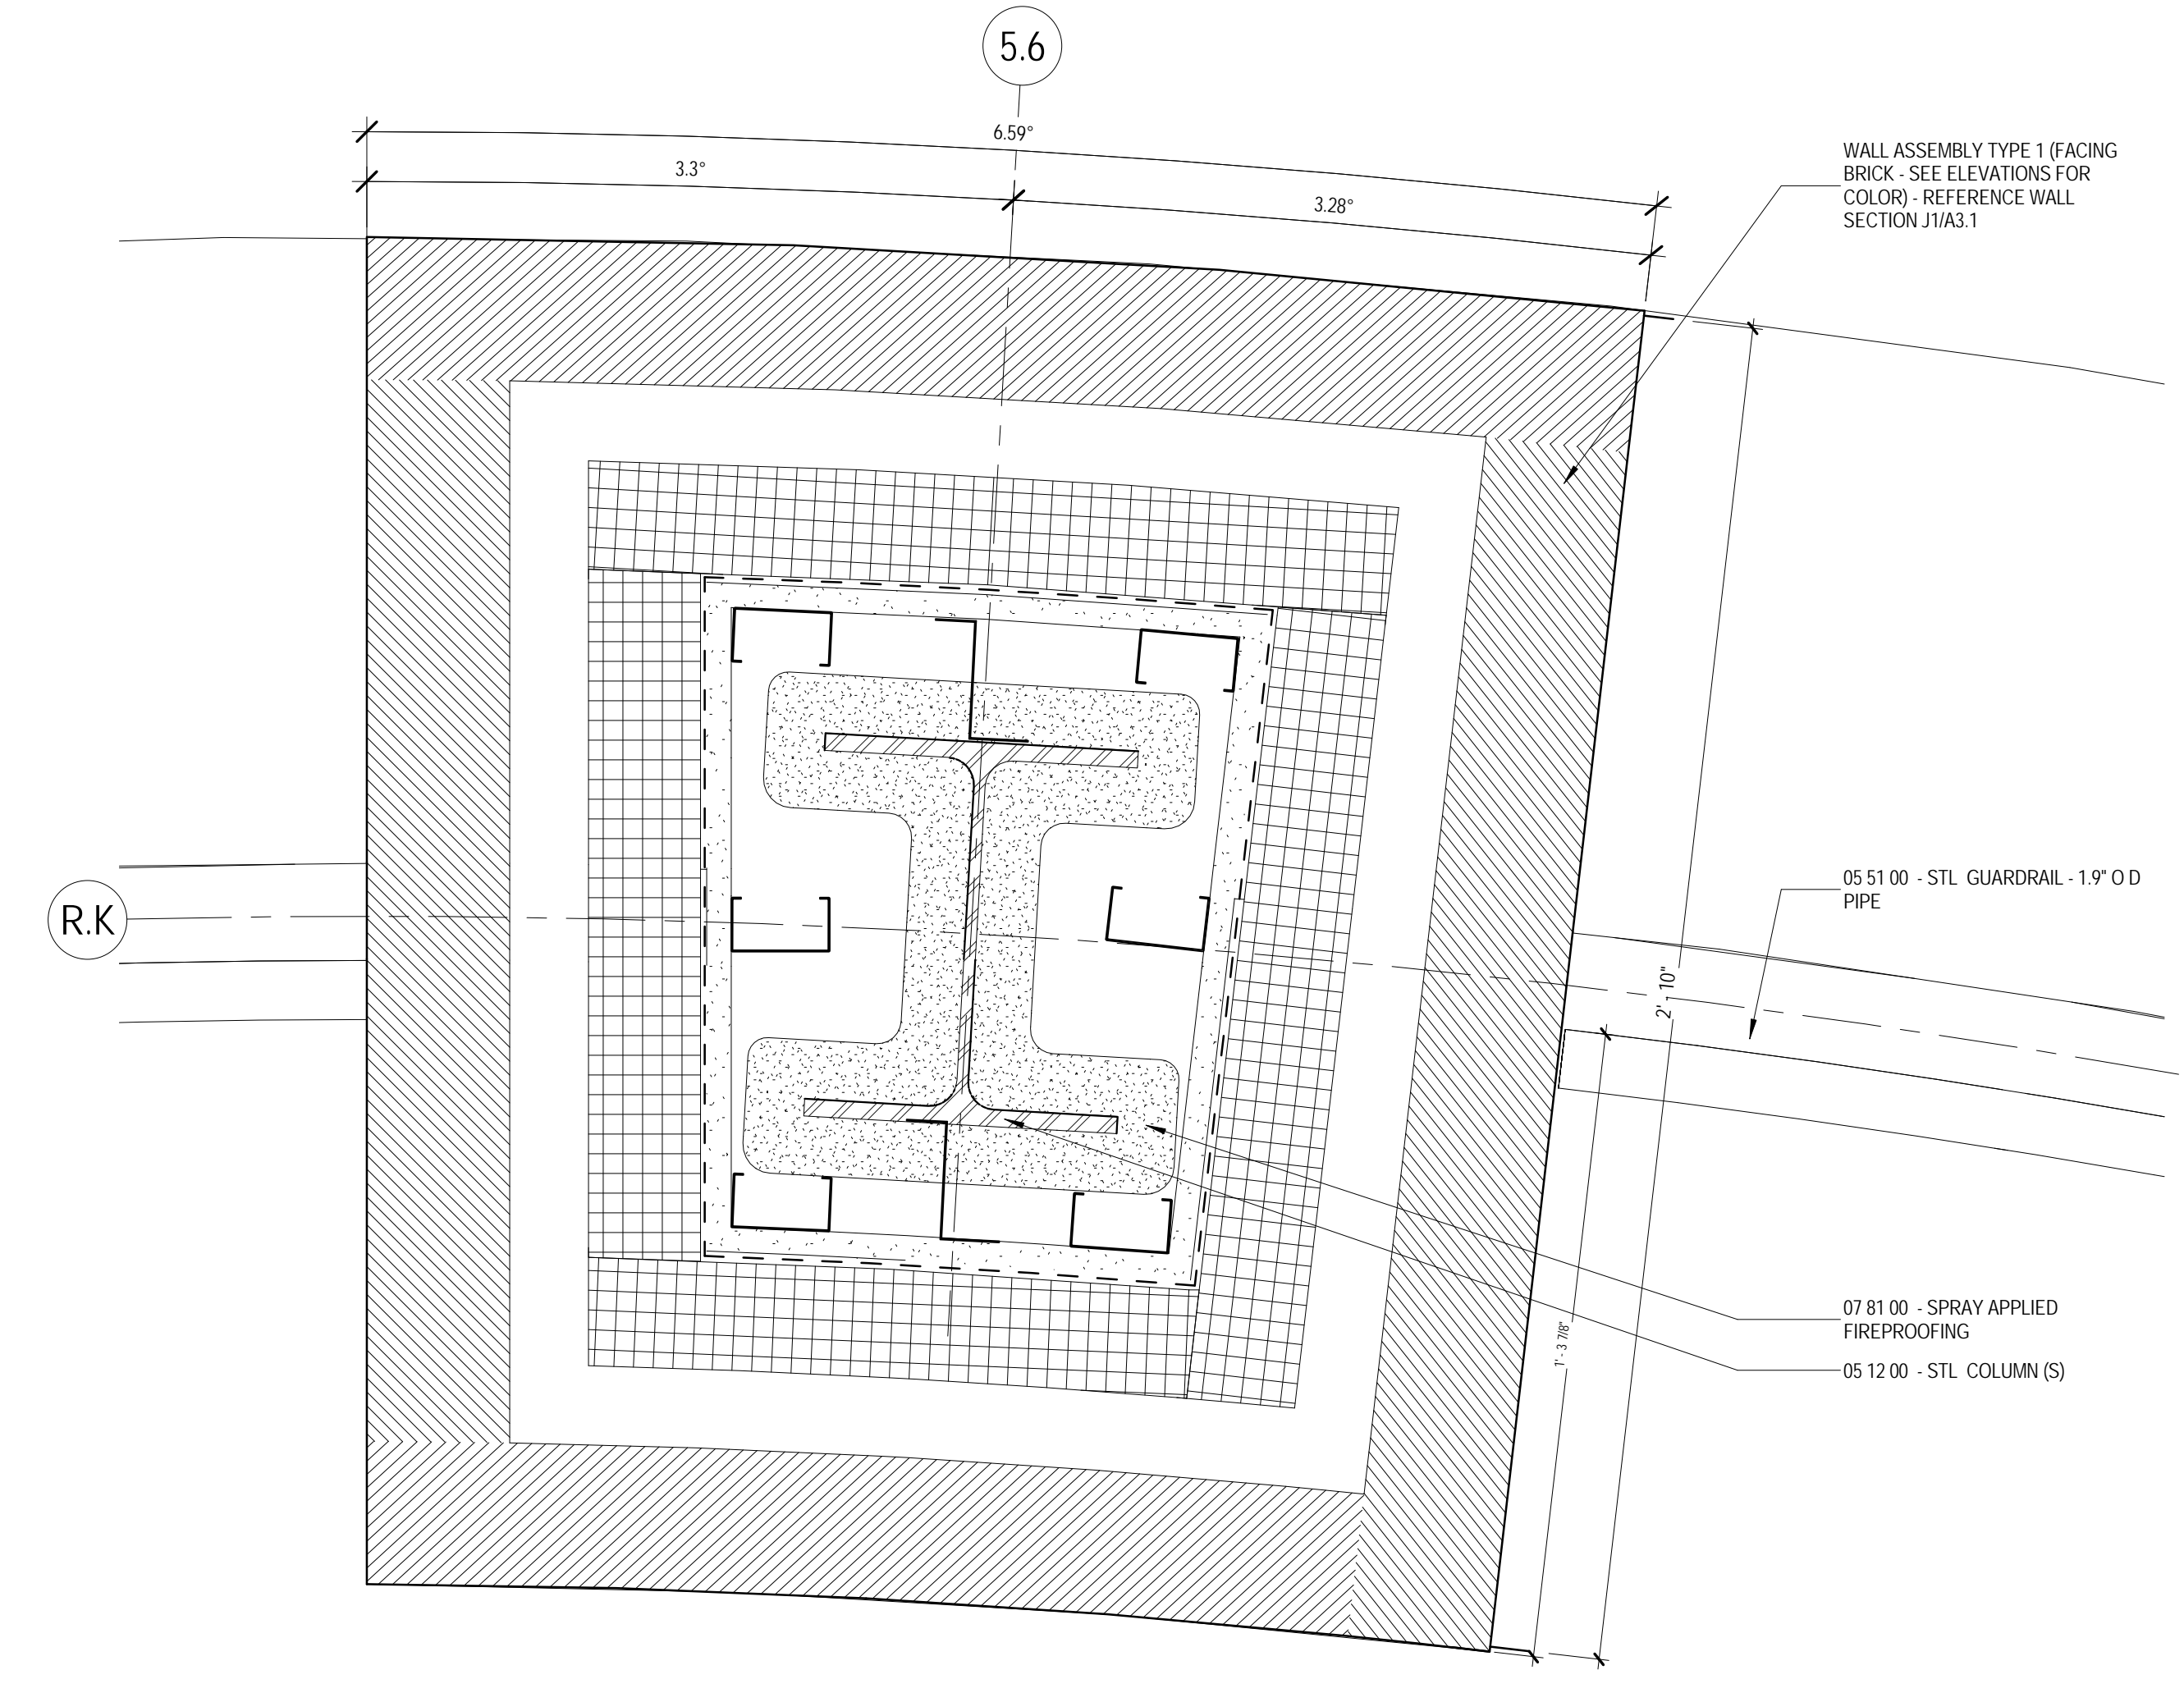 5.6
6.59°
3.3°
3.28°
WALL ASSEMBLY TYPE 1 (FACING
BRICK - SEE ELEVATIONS FOR
COLOR) - REFERENCE WALL
SECTION J1/A3.1
05 51 00 - STL GUARDRAIL - 1.9" O D
PIPE
R.K
2' - 10"
1' - 3 7/8"
07 81 00 - SPRAY APPLIED
FIREPROOFING
05 12 00 - STL COLUMN (S)